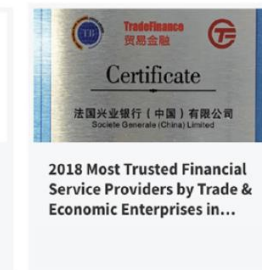 TradeFinance
贸易金融
Certificate
法国兴业银行（中国）有限公司
Societe Generale (China) Limited
2018 Most Trusted Financial
Service Providers by Trade &
Economic Enterprises in...